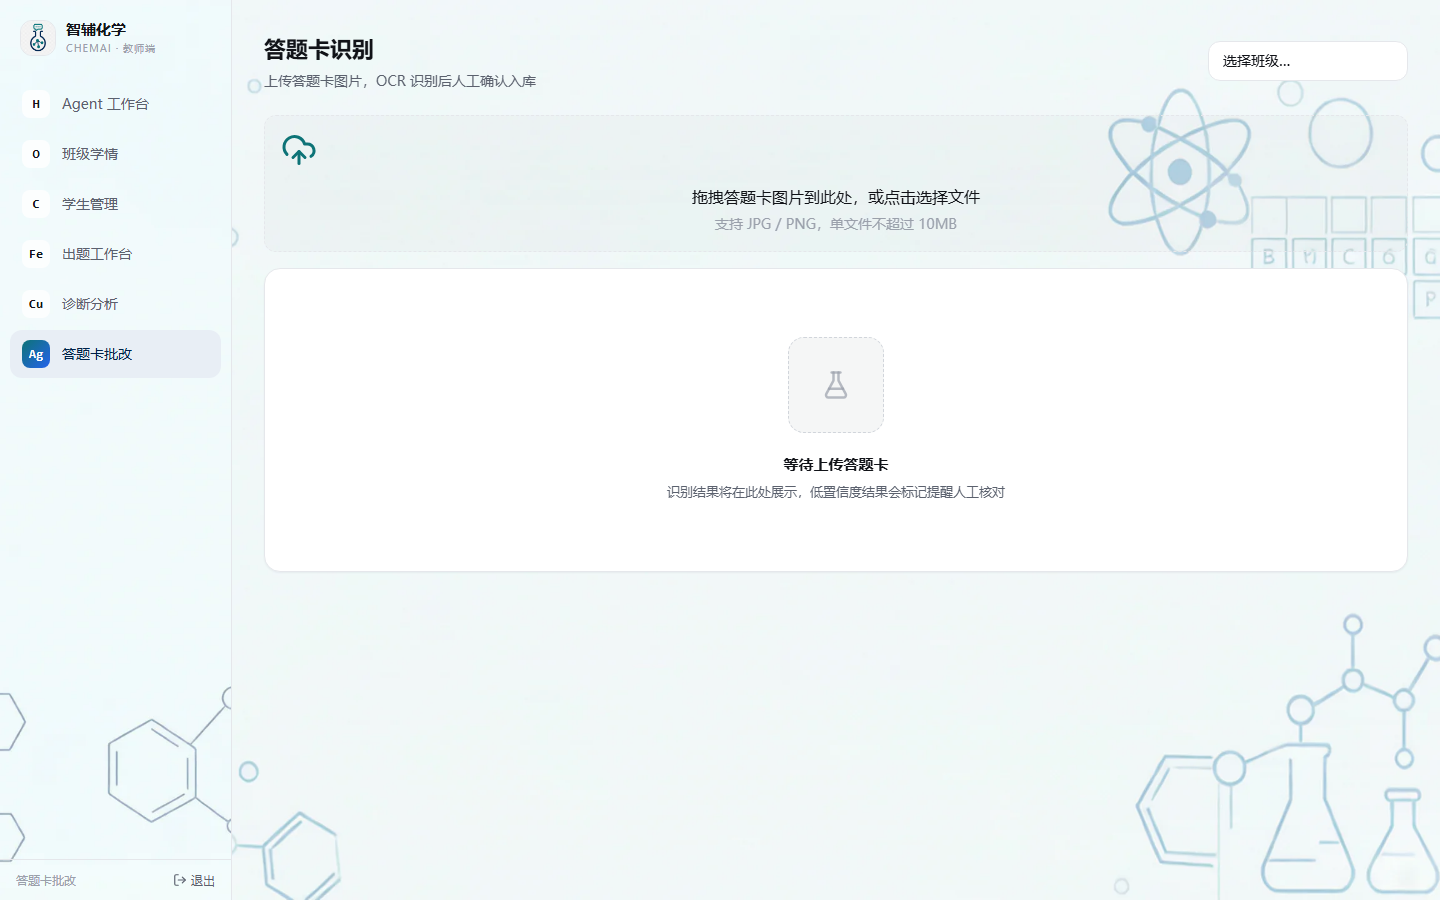 智辅化学
CHEMAI · 教师端
H Agent 工作台
O 班级学情
C 学生管理
Fe 出题工作台
Cu 诊断分析
Ag 答题卡批改
答题卡批改
退出
答题卡识别
上传答题卡图片，OCR 识别后人工确认入库
选择班级...
拖拽答题卡图片到此处，或点击选择文件
支持 JPG / PNG，单文件不超过 10MB
B
C
P
等待上传答题卡
识别结果将在此处展示，低置信度结果会标记提醒人工核对